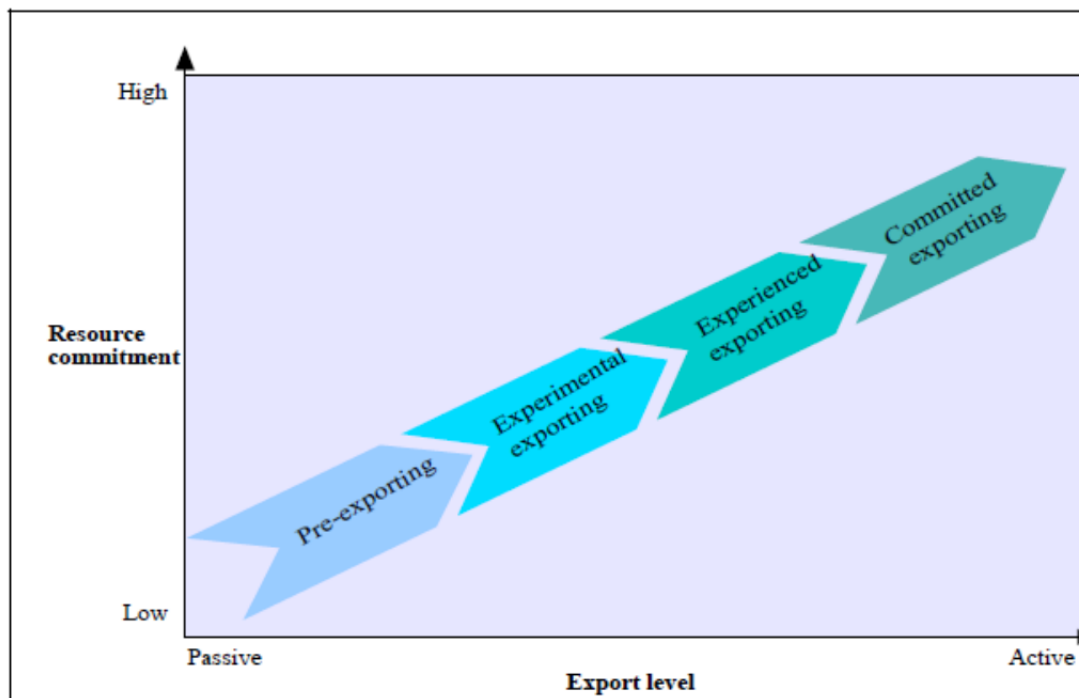 High
Committed
exporting
Experienced
exporting
Resource
commitment
Experimental
exporting
Pre-exporting
Low
Passive
Active
Export level